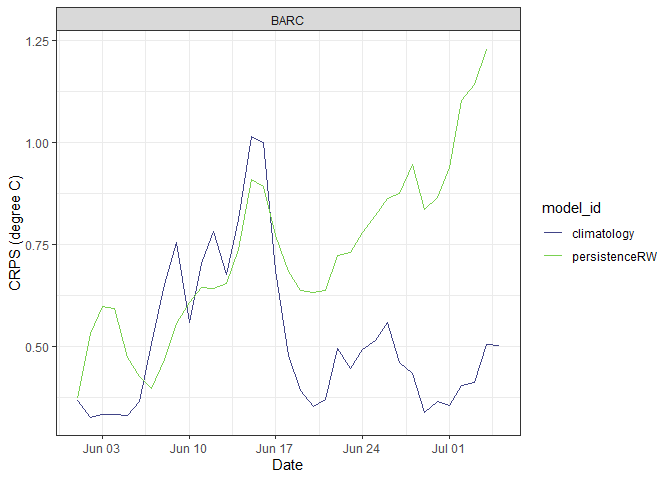 BARC
1.25
1.00
0.75
0.50
CRPS (degree C)
Jun 03 Jun 10 Jun 17 Jun 24 Jul 01
Date
model_id
climatology
persistenceRW